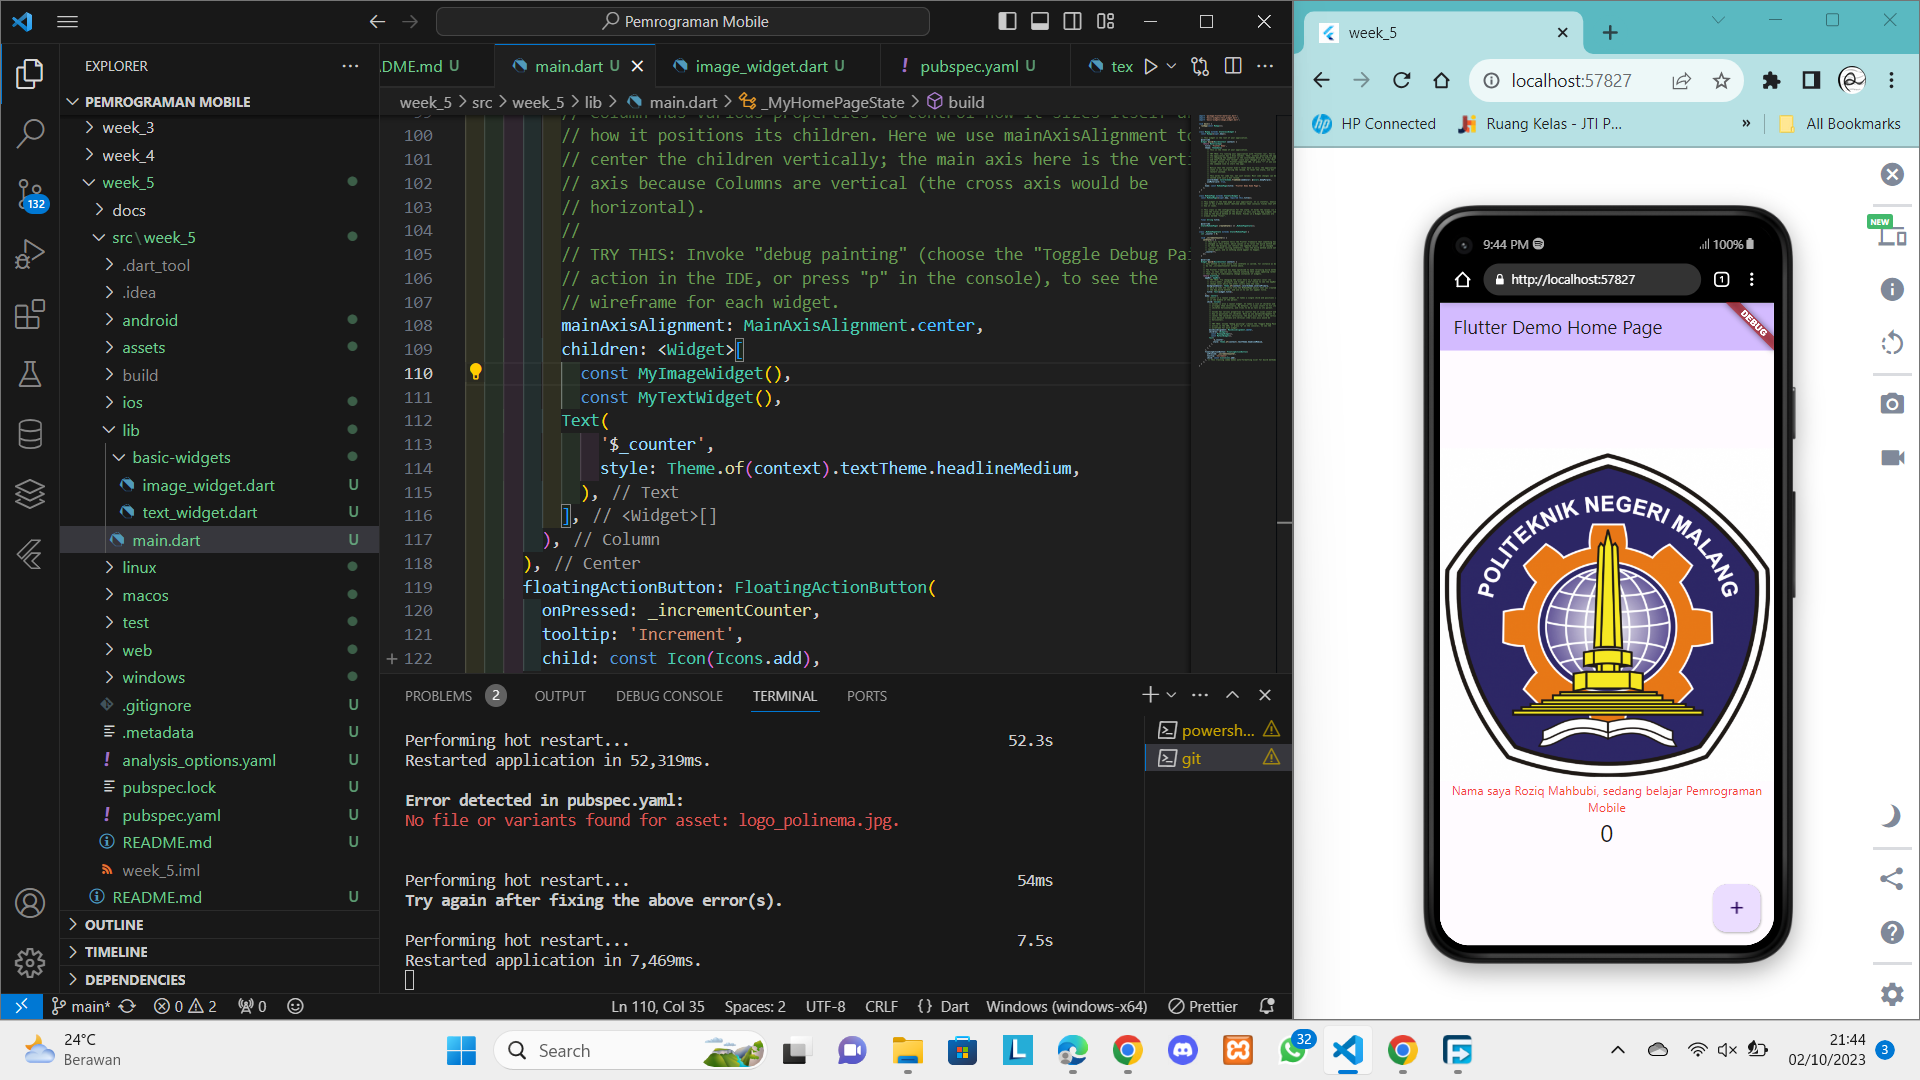 Pemrograman Mobile
EXPLORER
PEMROGRAMAN MOBILE
week_3
week_4
week_5
docs
src\week_5
.dart_tool
.idea
android
assets
build
ios
lib
basic-widgets
image_widget.dart U
text_widget.dart U
main.dart U
linux
macos
test
web
windows
.gitignore U
.metadata U
analysis_options.yaml U
pubspec.lock U
pubspec.yaml U
README.md U
week_5.iml
README.md U
OUTLINE
TIMELINE
DEPENDENCIES
132
DME.md U
main.dart U
image_widget.dart U
pubspec.yaml U
tex
week_5 > src > week_5 > lib > main.dart > _MyHomePageState > build
100 // how it positions its children. Here we use mainAxisAlignment to
101 // center the children vertically; the main axis here is the verti
102 // axis because Columns are vertical (the cross axis would be
103 // horizontal).
104 //
105 // TRY THIS: Invoke "debug painting" (choose the "Toggle Debug Pai
106 // action in the IDE, or press "p" in the console), to see the
107 // wireframe for each widget.
108 mainAxisAlignment: MainAxisAlignment.center,
109 children: <Widget>[
110 const MyImageWidget(),
111 const MyTextWidget(),
112 Text(
113 '$_counter',
114 style: Theme.of(context).textTheme.headlineMedium,
115 ), // Text
116 ], // <Widget>[]
117 ), // Column
118 ), // Center
119 floatingActionButton: FloatingActionButton(
120 onPressed: _incrementCounter,
121 tooltip: 'Increment',
122 child: const Icon(Icons.add),
PROBLEMS 2 OUTPUT DEBUG CONSOLE TERMINAL PORTS
Performing hot restart... 52.3s
Restarted application in 52,319ms.
Error detected in pubspec.yaml:
No file or variants found for asset: logo_polinema.jpg.
Performing hot restart... 54ms
Try again after fixing the above error(s).
Performing hot restart... 7.5s
Restarted application in 7,469ms.
powersh...
git
main* 0 2 0
Ln 110, Col 35 Spaces: 2 UTF-8 CRLF {} Dart Windows (windows-x64) Prettier
week_5
localhost:57827
HP Connected
Ruang Kelas - JTI P...
» All Bookmarks
NEW
9:44 PM 100%
http://localhost:57827 1
Flutter Demo Home Page
DEBUG
POLITEKNIK NEGERI MALANG
Nama saya Roziq Mahbubi, sedang belajar Pemrograman
Mobile
0
+
24°C
Berawan
Search
32
21:44
02/10/2023
3